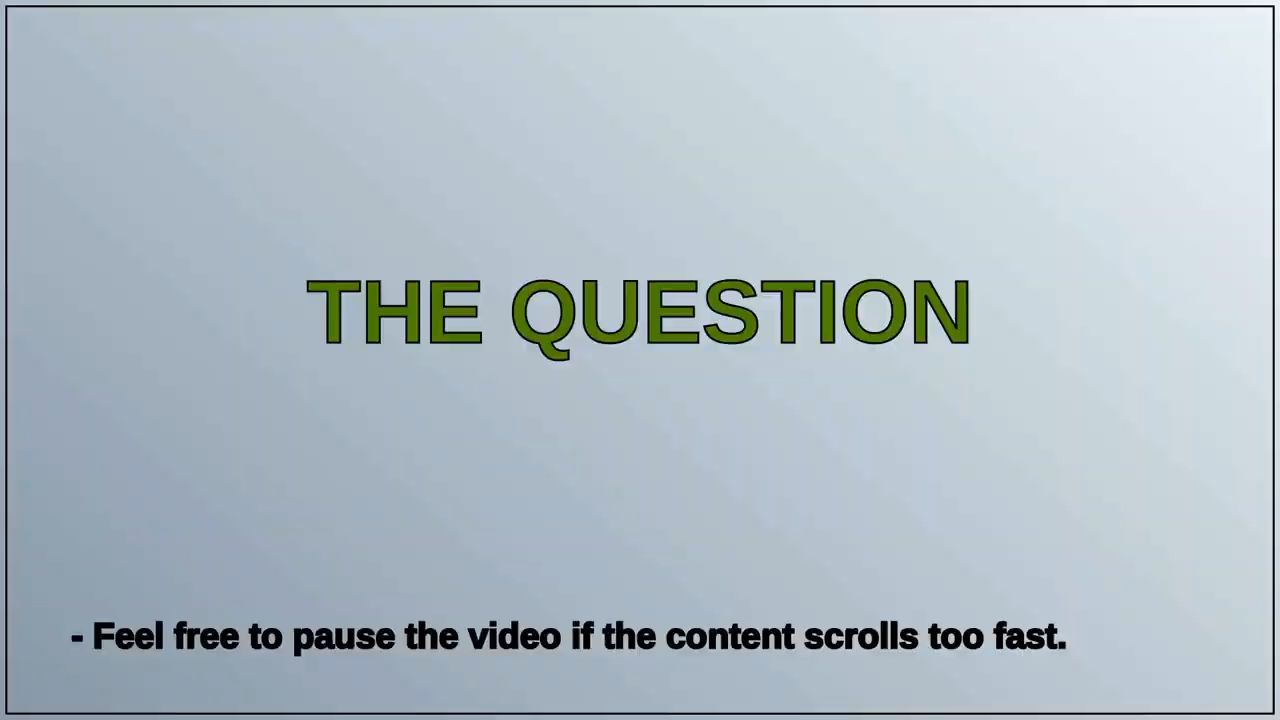 THE QUESTION
- Feel free to pause the video if the content scrolls too fast.